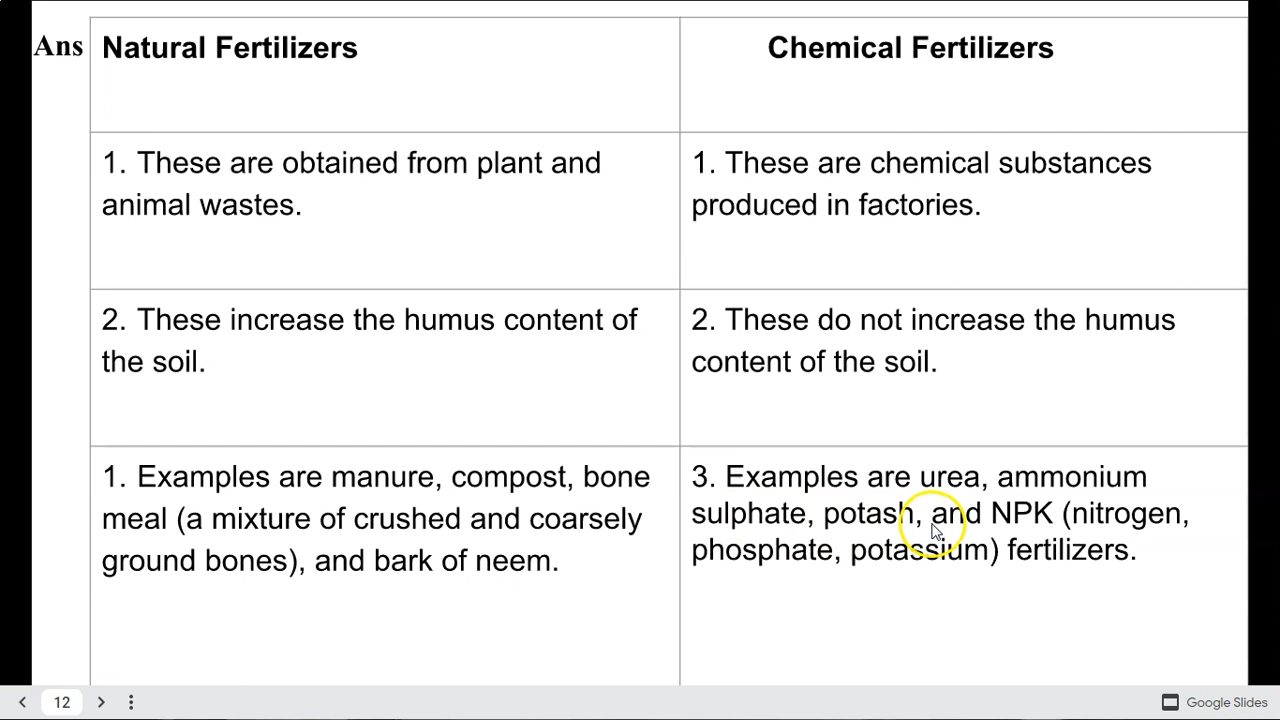 Ans
Natural Fertilizers
Chemical Fertilizers
1. These are obtained from plant and
animal wastes.
1. These are chemical substances
produced in factories.
2. These increase the humus content of
the soil.
2. These do not increase the humus
content of the soil.
1. Examples are manure, compost, bone
meal (a mixture of crushed and coarsely
ground bones), and bark of neem.
3. Examples are urea, ammonium
sulphate, potash, and NPK (nitrogen,
phosphate, potassium) fertilizers.
12
Google Slides